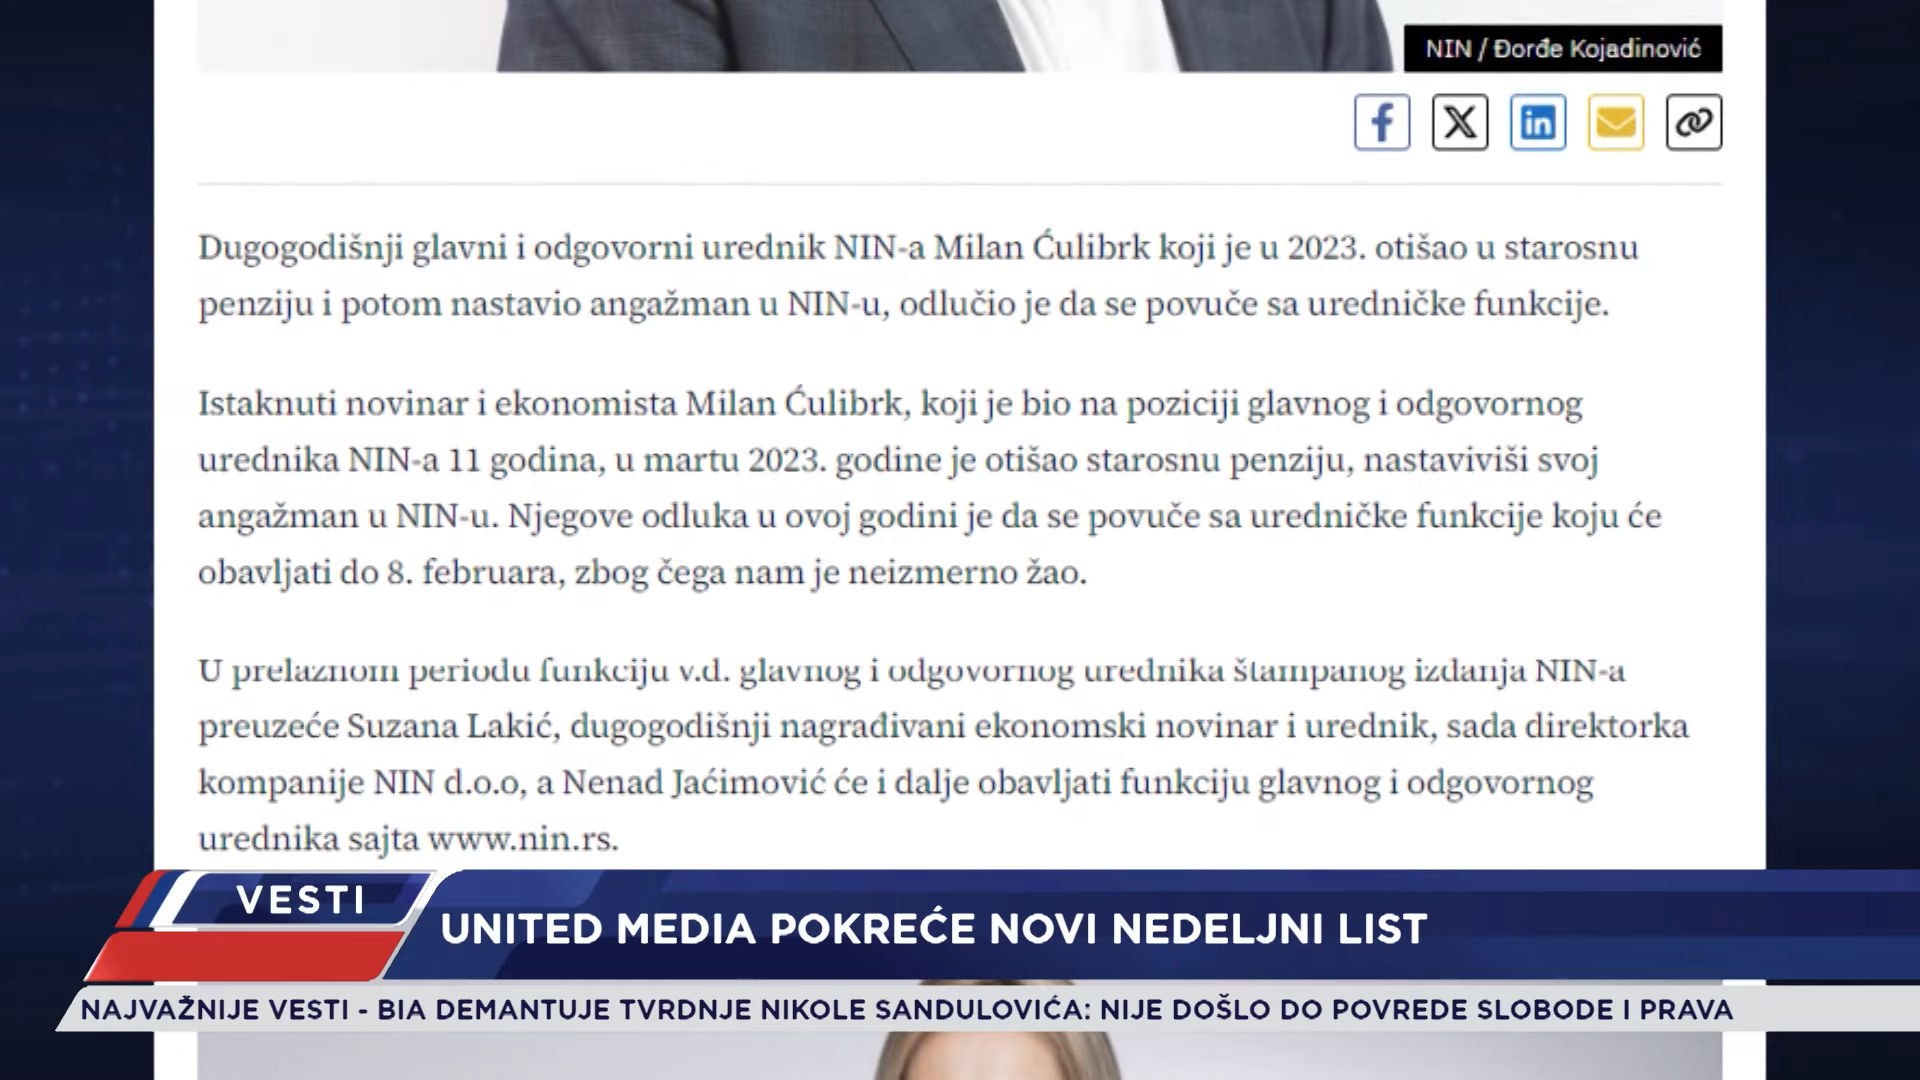 NIN / Đorđe Kojadinović
Dugogodišnji glavni i odgovorni urednik NIN-a Milan Ćulibrk koji je u 2023. otišao u starosnu
penziju i potom nastavio angažman u NIN-u, odlučio je da se povuče sa uredničke funkcije.
Istaknuti novinar i ekonomista Milan Ćulibrk, koji je bio na poziciji glavnog i odgovornog
urednika NIN-a 11 godina, u martu 2023. godine je otišao starosnu penziju, nastaviviši svoj
angažman u NIN-u. Njegove odluka u ovoj godini je da se povuče sa uredničke funkcije koju će
obavljati do 8. februara, zbog čega nam je neizmerno žao.
U prelaznom periodu funkciju v.d. glavnog i odgovornog urednika štampanog izdanja NIN-a
preuzeće Suzana Lakić, dugogodišnji nagrađivani ekonomski novinar i urednik, sada direktorka
kompanije NIN d.o.o, a Nenad Jaćimović će i dalje obavljati funkciju glavnog i odgovornog
urednika sajta www.nin.rs.
VESTI
UNITED MEDIA POKREĆE NOVI NEDELJNI LIST
NAJVAŽNIJE VESTI - BIA DEMANTUJE TVRDNJE NIKOLE SANDULOVIĆA: NIJE DOŠLO DO POVREDE SLOBODE I PRAVA